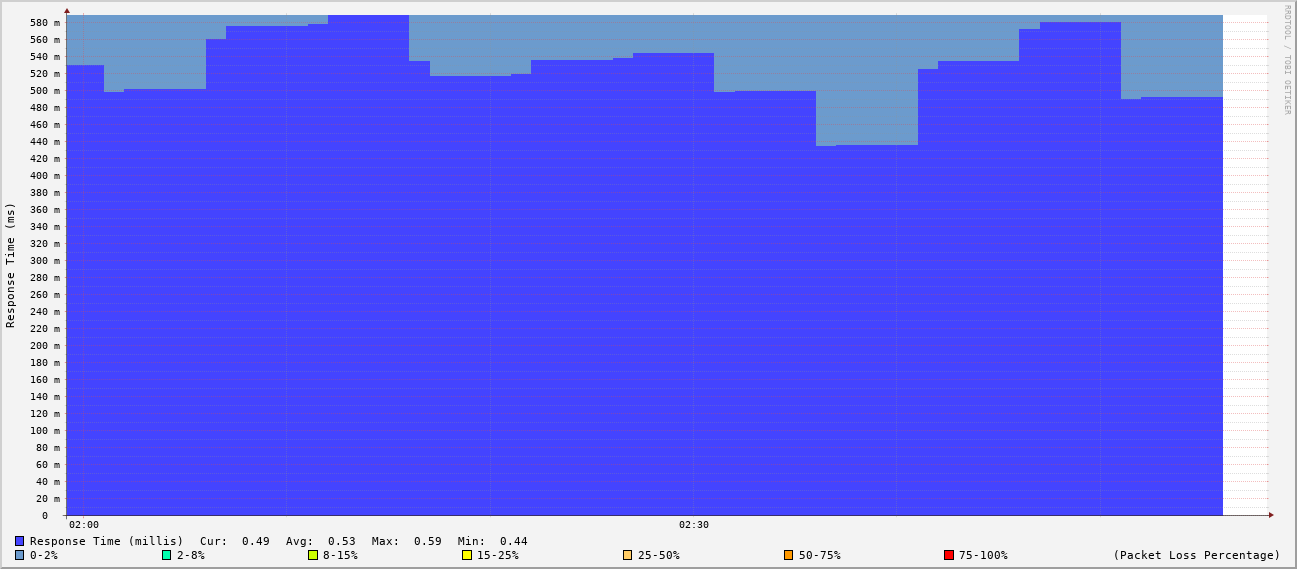 RRDTOOL / TOBI OETIKER
Response Time (ms)
580 m
560 m
540 m
520 m
500 m
480 m
460 m
440 m
420 m
400 m
380 m
360 m
340 m
320 m
300 m
280 m
260 m
240 m
220 m
200 m
180 m
160 m
140 m
120 m
100 m
80 m
60 m
40 m
20 m
0
02:00 02:30
Response Time (millis) Cur: 0.49 Avg: 0.53 Max: 0.59 Min: 0.44
0-2% 2-8% 8-15% 15-25% 25-50% 50-75% 75-100% (Packet Loss Percentage)